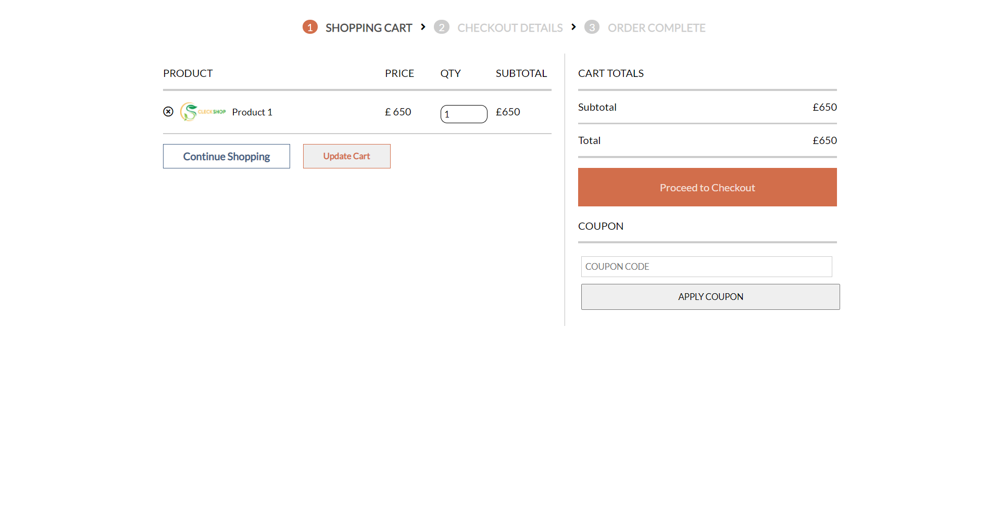 1 SHOPPING CART 2 CHECKOUT DETAILS 3 ORDER COMPLETE
PRODUCT PRICE QTY SUBTOTAL
CLECKSHOP Product 1 £ 650 1 £650
Continue Shopping Update Cart
CART TOTALS
Subtotal £650
Total £650
Proceed to Checkout
COUPON
COUPON CODE
APPLY COUPON